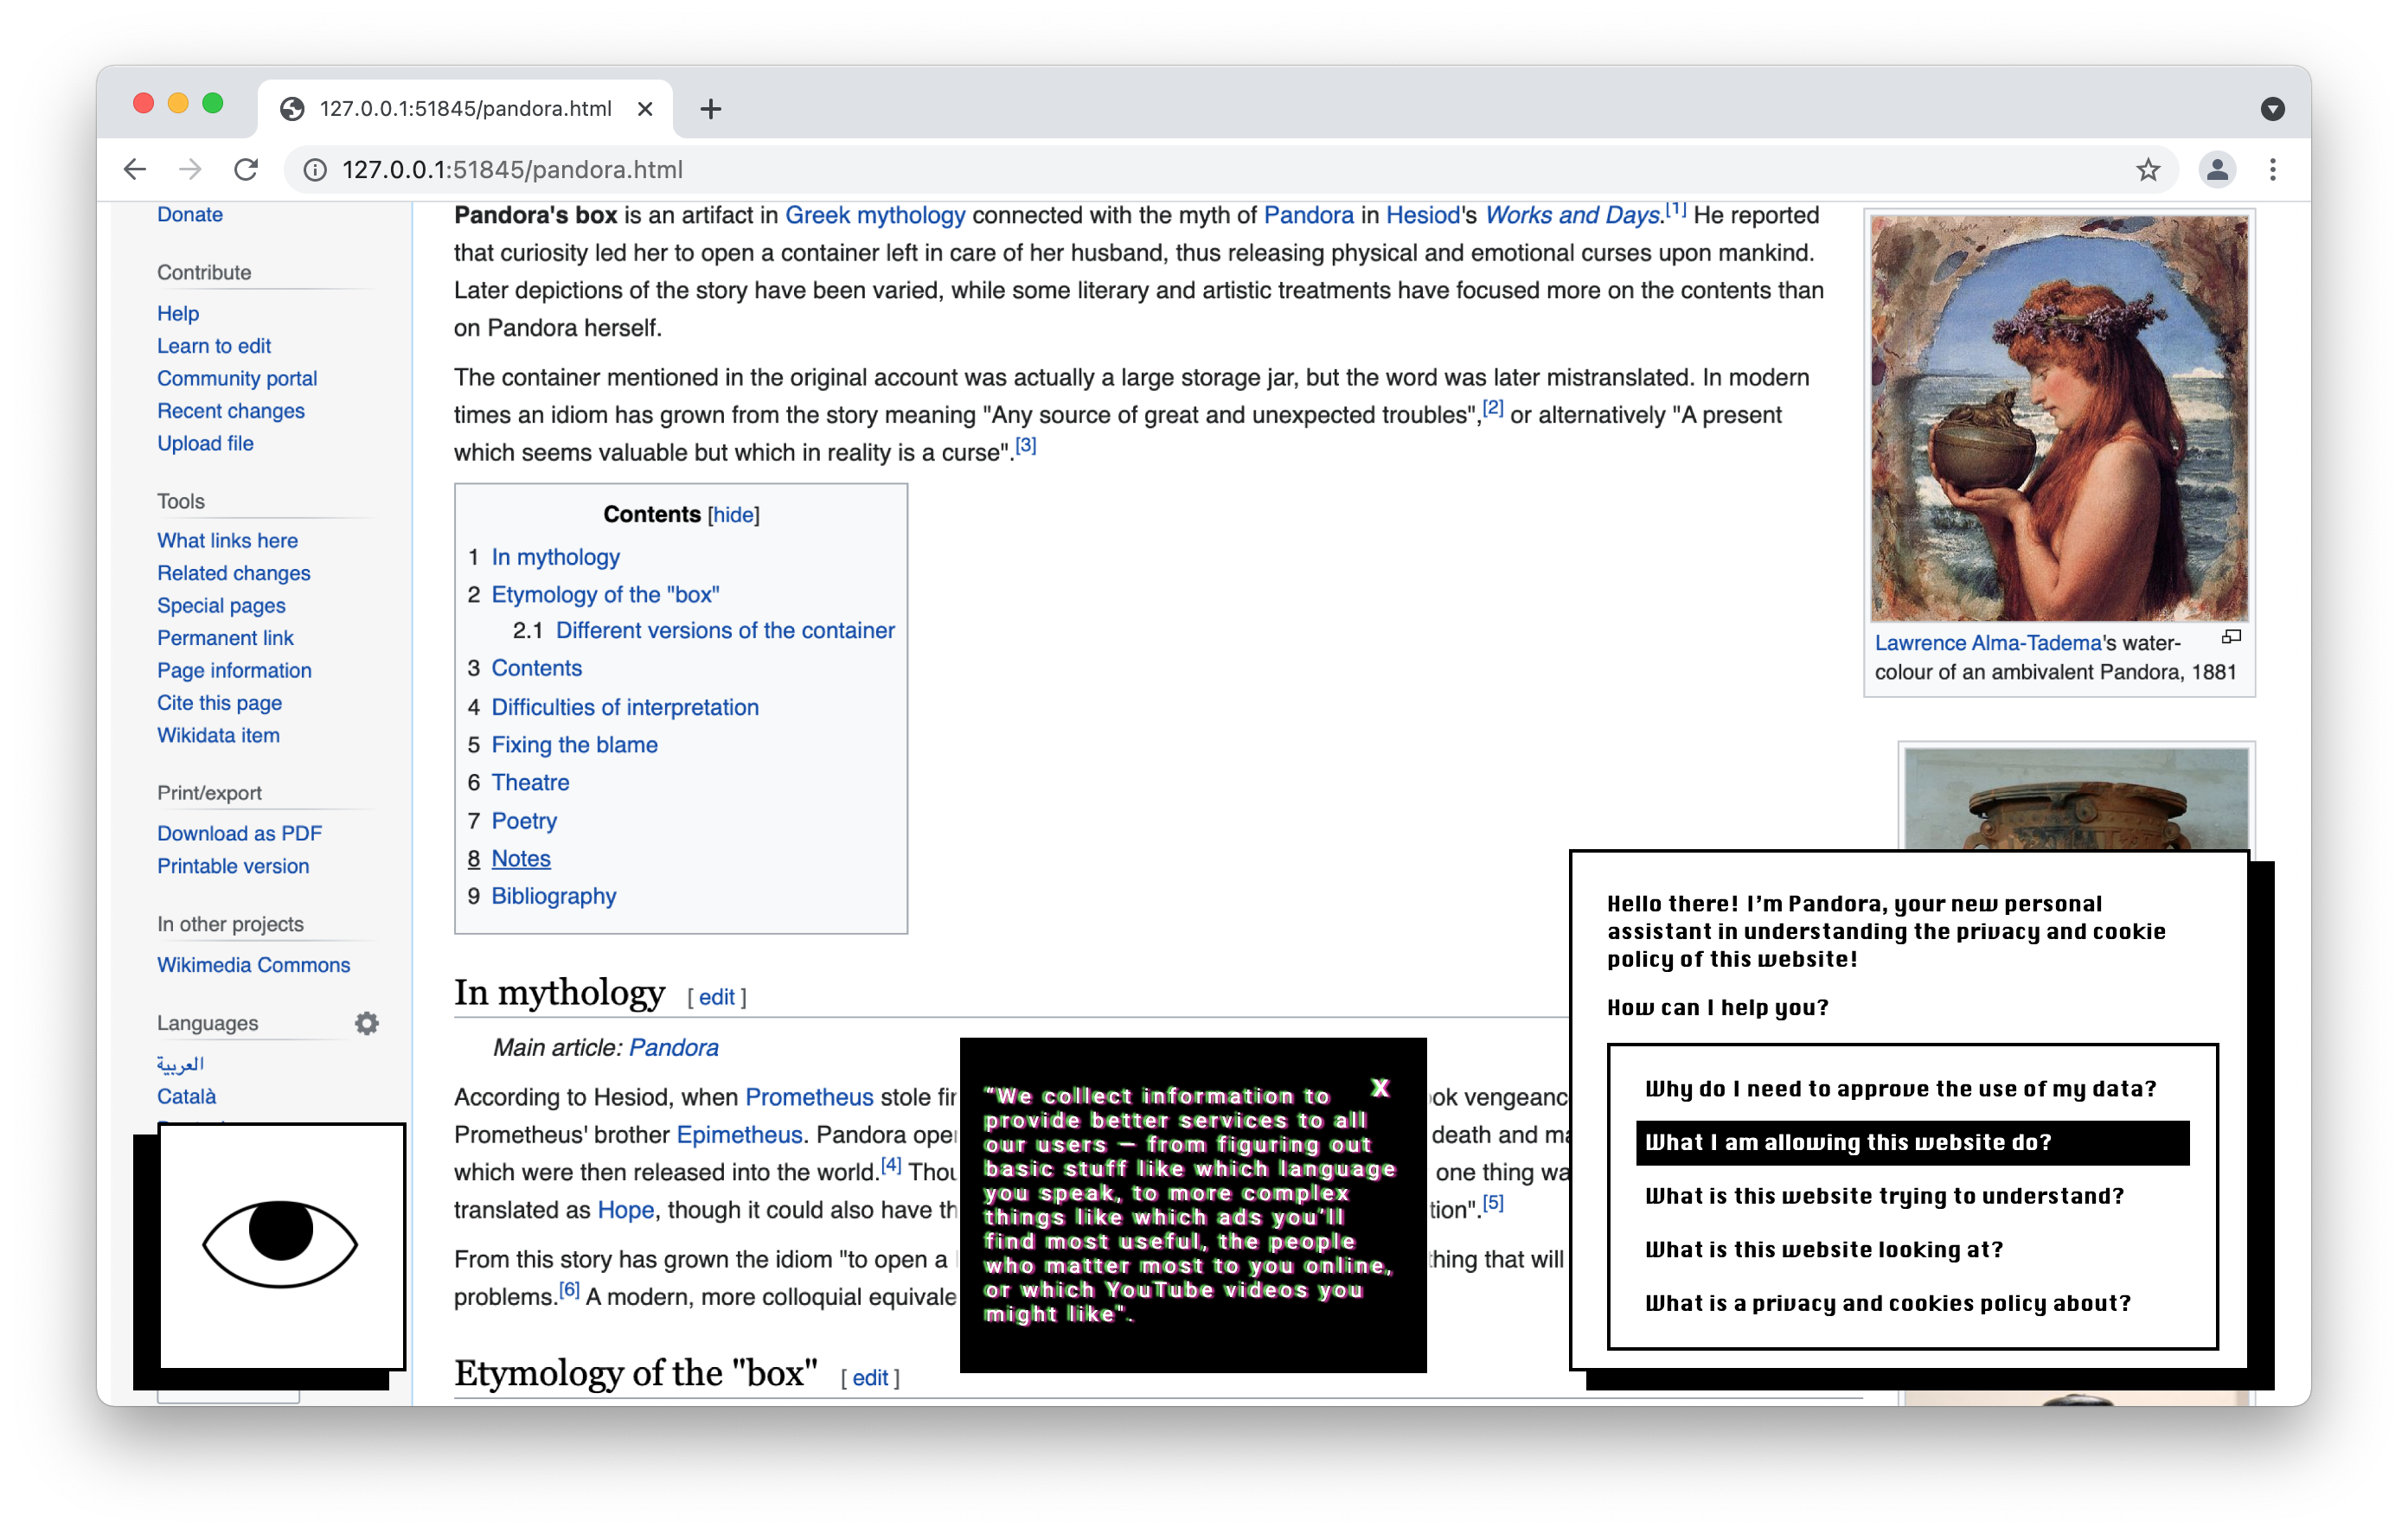 127.0.0.1:51845/pandora.html
127.0.0.1:51845/pandora.html
Donate
Contribute
Help
Learn to edit
Community portal
Recent changes
Upload file
Tools
What links here
Related changes
Special pages
Permanent link
Page information
Cite this page
Wikidata item
Print/export
Download as PDF
Printable version
In other projects
Wikimedia Commons
Languages
العربية
Català
Pandora's box is an artifact in Greek mythology connected with the myth of Pandora in Hesiod's Works and Days.[1] He reported
that curiosity led her to open a container left in care of her husband, thus releasing physical and emotional curses upon mankind.
Later depictions of the story have been varied, while some literary and artistic treatments have focused more on the contents than
on Pandora herself.
The container mentioned in the original account was actually a large storage jar, but the word was later mistranslated. In modern
times an idiom has grown from the story meaning "Any source of great and unexpected troubles",[2] or alternatively "A present
which seems valuable but which in reality is a curse".[3]
Contents [hide]
1 In mythology
2 Etymology of the "box"
2.1 Different versions of the container
3 Contents
4 Difficulties of interpretation
5 Fixing the blame
6 Theatre
7 Poetry
8 Notes
9 Bibliography
Lawrence Alma-Tadema's water-
colour of an ambivalent Pandora, 1881
In mythology [ edit ]
Main article: Pandora
According to Hesiod, when Prometheus stole
Prometheus' brother Epimetheus. Pandora death and
which were then released into the world.[4] one thing
translated as Hope, though it could also have [5]
From this story has grown the idiom "to open a that will
problems.[6] A modern, more colloquial
Etymology of the "box" [ edit ]
X
"We collect information to
provide better services to all
our users — from figuring out
basic stuff like which language
you speak, to more complex
things like which ads you'll
find most useful, the people
who matter most to you online,
or which YouTube videos you
might like".
Hello there! I'm Pandora, your new personal
assistant in understanding the privacy and cookie
policy of this website!
How can I help you?
Why do I need to approve the use of my data?
What I am allowing this website do?
What is this website trying to understand?
What is this website looking at?
What is a privacy and cookies policy about?